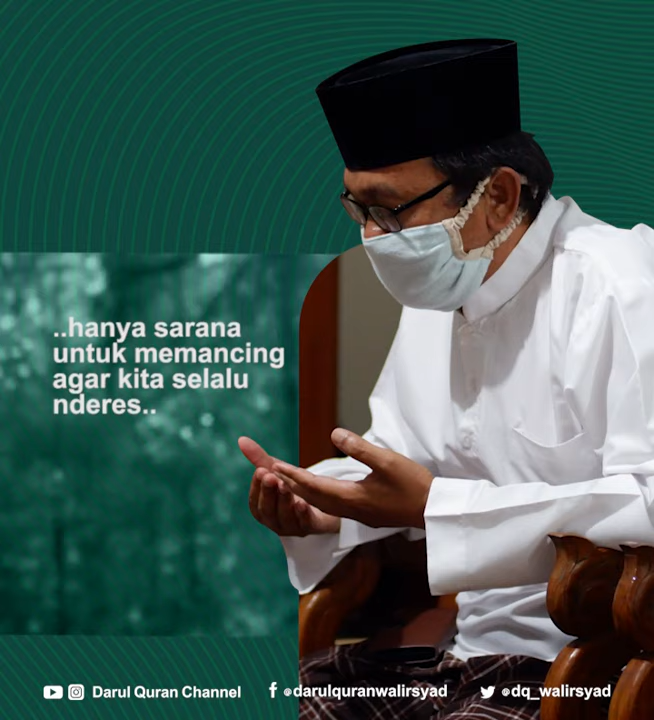 ..hanya sarana
untuk memancing
agar kita selalu
nderes..
Darul Quran Channel
@darulquranwalirsyad
@dq_walirsyad